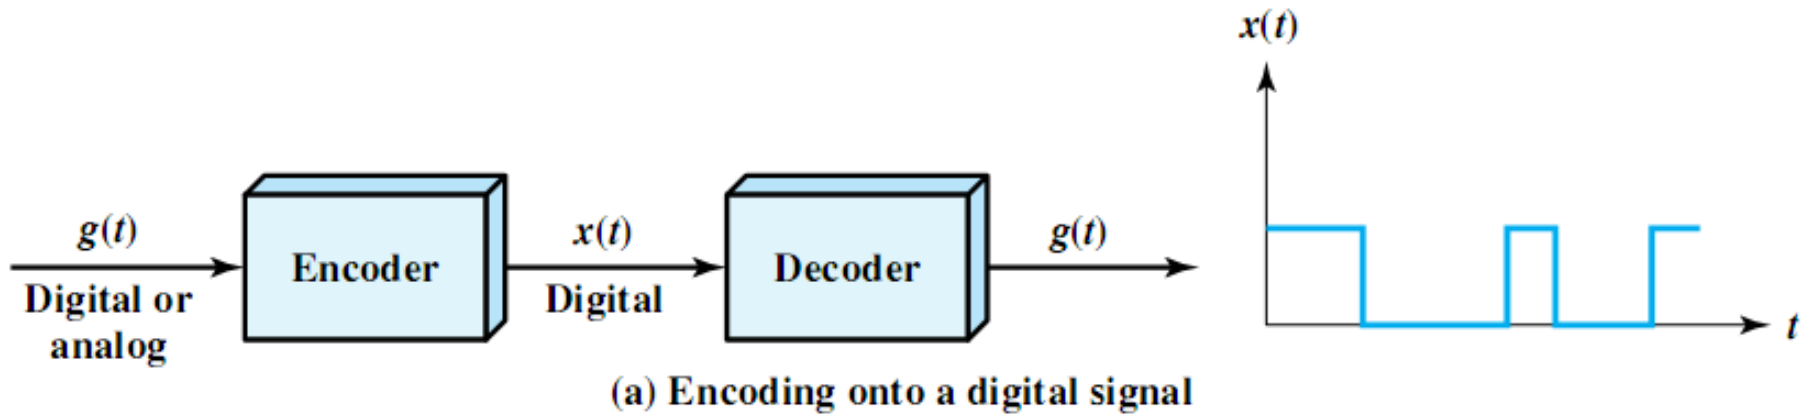 x(t)
g(t)
Digital or
analog
Encoder
x(t)
Digital
Decoder
g(t)
t
(a) Encoding onto a digital signal